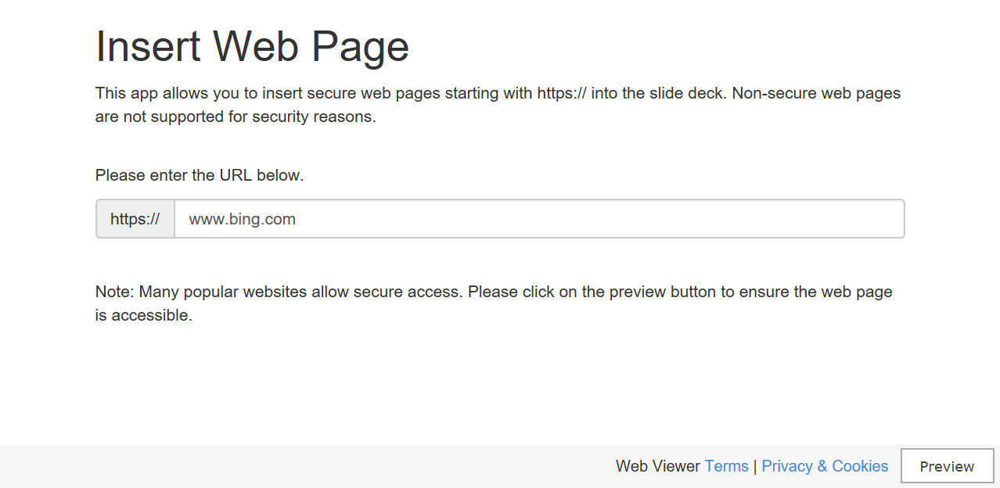 Insert Web Page
This app allows you to insert secure web pages starting with https:// into the slide deck. Non-secure web pages
are not supported for security reasons.
Please enter the URL below.
https:// www.bing.com
Note: Many popular websites allow secure access. Please click on the preview button to ensure the web page
is accessible.
Web Viewer Terms | Privacy & Cookies Preview